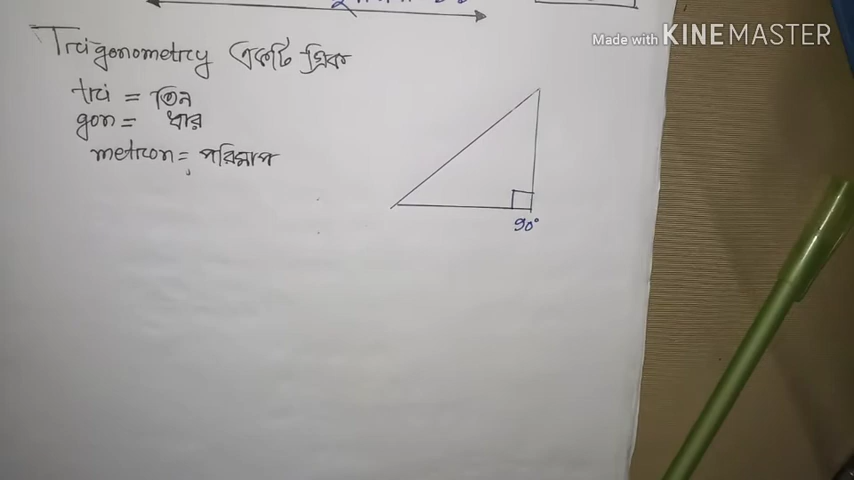 Made with KINEMASTER
Trigonometry একটি গ্রিক
tri = তিন
gon = ধার
metron = পরিমাপ
90°